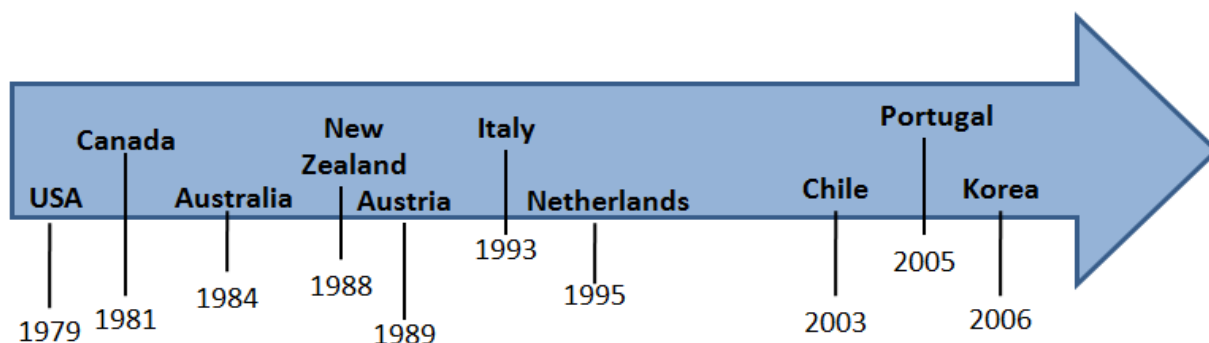 USA
1979
Canada
1981
Australia
1984
New
Zealand
1988
Austria
1989
Italy
1993
Netherlands
1995
Chile
2003
Portugal
2005
Korea
2006